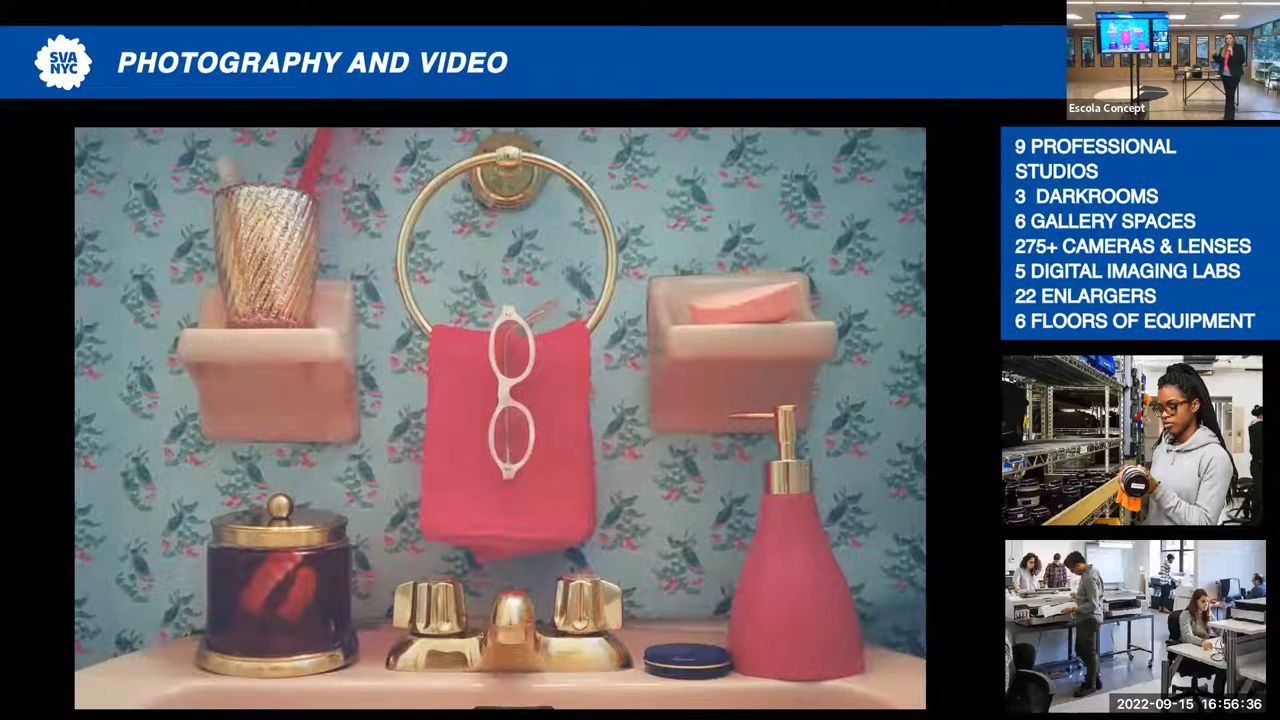 SVA
NYC
PHOTOGRAPHY AND VIDEO
Escola Concept
9 PROFESSIONAL
STUDIOS
3 DARKROOMS
6 GALLERY SPACES
275+ CAMERAS & LENSES
5 DIGITAL IMAGING LABS
22 ENLARGERS
6 FLOORS OF EQUIPMENT
2022-09-15 16:56:36